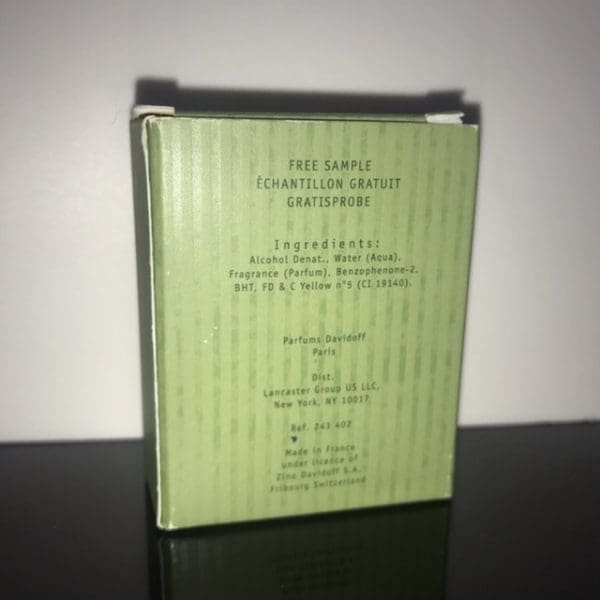 FREE SAMPLE
ÉCHANTILLON GRATUIT
GRATISPROBE
Ingredients:
Alcohol Denat., Water (Aqua),
Fragrance (Parfum), Benzophenone-2,
BHT, FD & C Yellow n°5 (CI 19140).
Parfums Davidoff
Paris
Dist.
Lancaster Group US LLC,
New York, NY 10017
Ref. 243 402
Made in France
under licence of
Zino Davidoff S.A.
Fribourg Switzerland